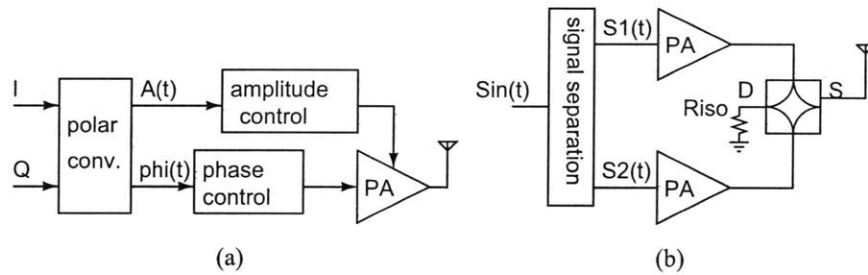 I
Q
polar
conv.
A(t)
phi(t)
amplitude
control
phase
control
PA
(a)
Sin(t)
signal separation
S1(t)
S2(t)
PA
PA
D
S
Riso
(b)